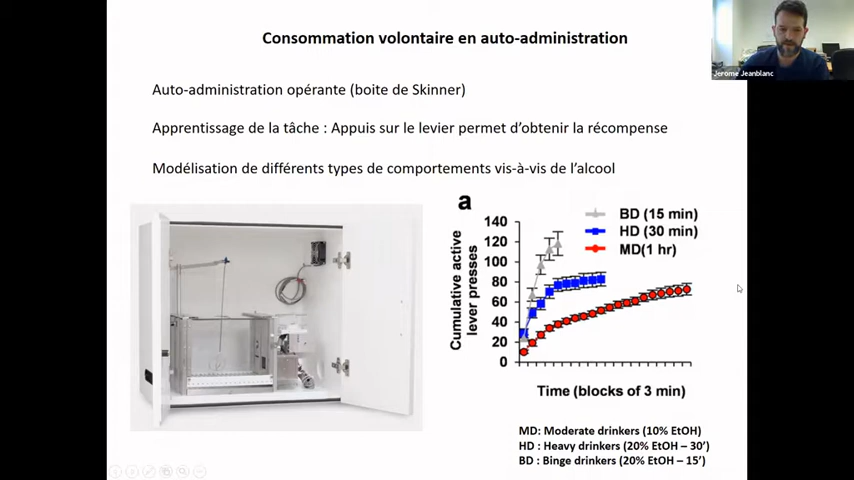 Consommation volontaire en auto-administration
Jerome Jeanblanc
Auto-administration opérante (boite de Skinner)
Apprentissage de la tâche : Appuis sur le levier permet d'obtenir la récompense
Modélisation de différents types de comportements vis-à-vis de l'alcool
a
BD (15 min)
HD (30 min)
MD(1 hr)
Cumulative active
lever presses
140
120
100
80
60
40
20
0
Time (blocks of 3 min)
MD: Moderate drinkers (10% EtOH)
HD : Heavy drinkers (20% EtOH – 30')
BD : Binge drinkers (20% EtOH – 15')